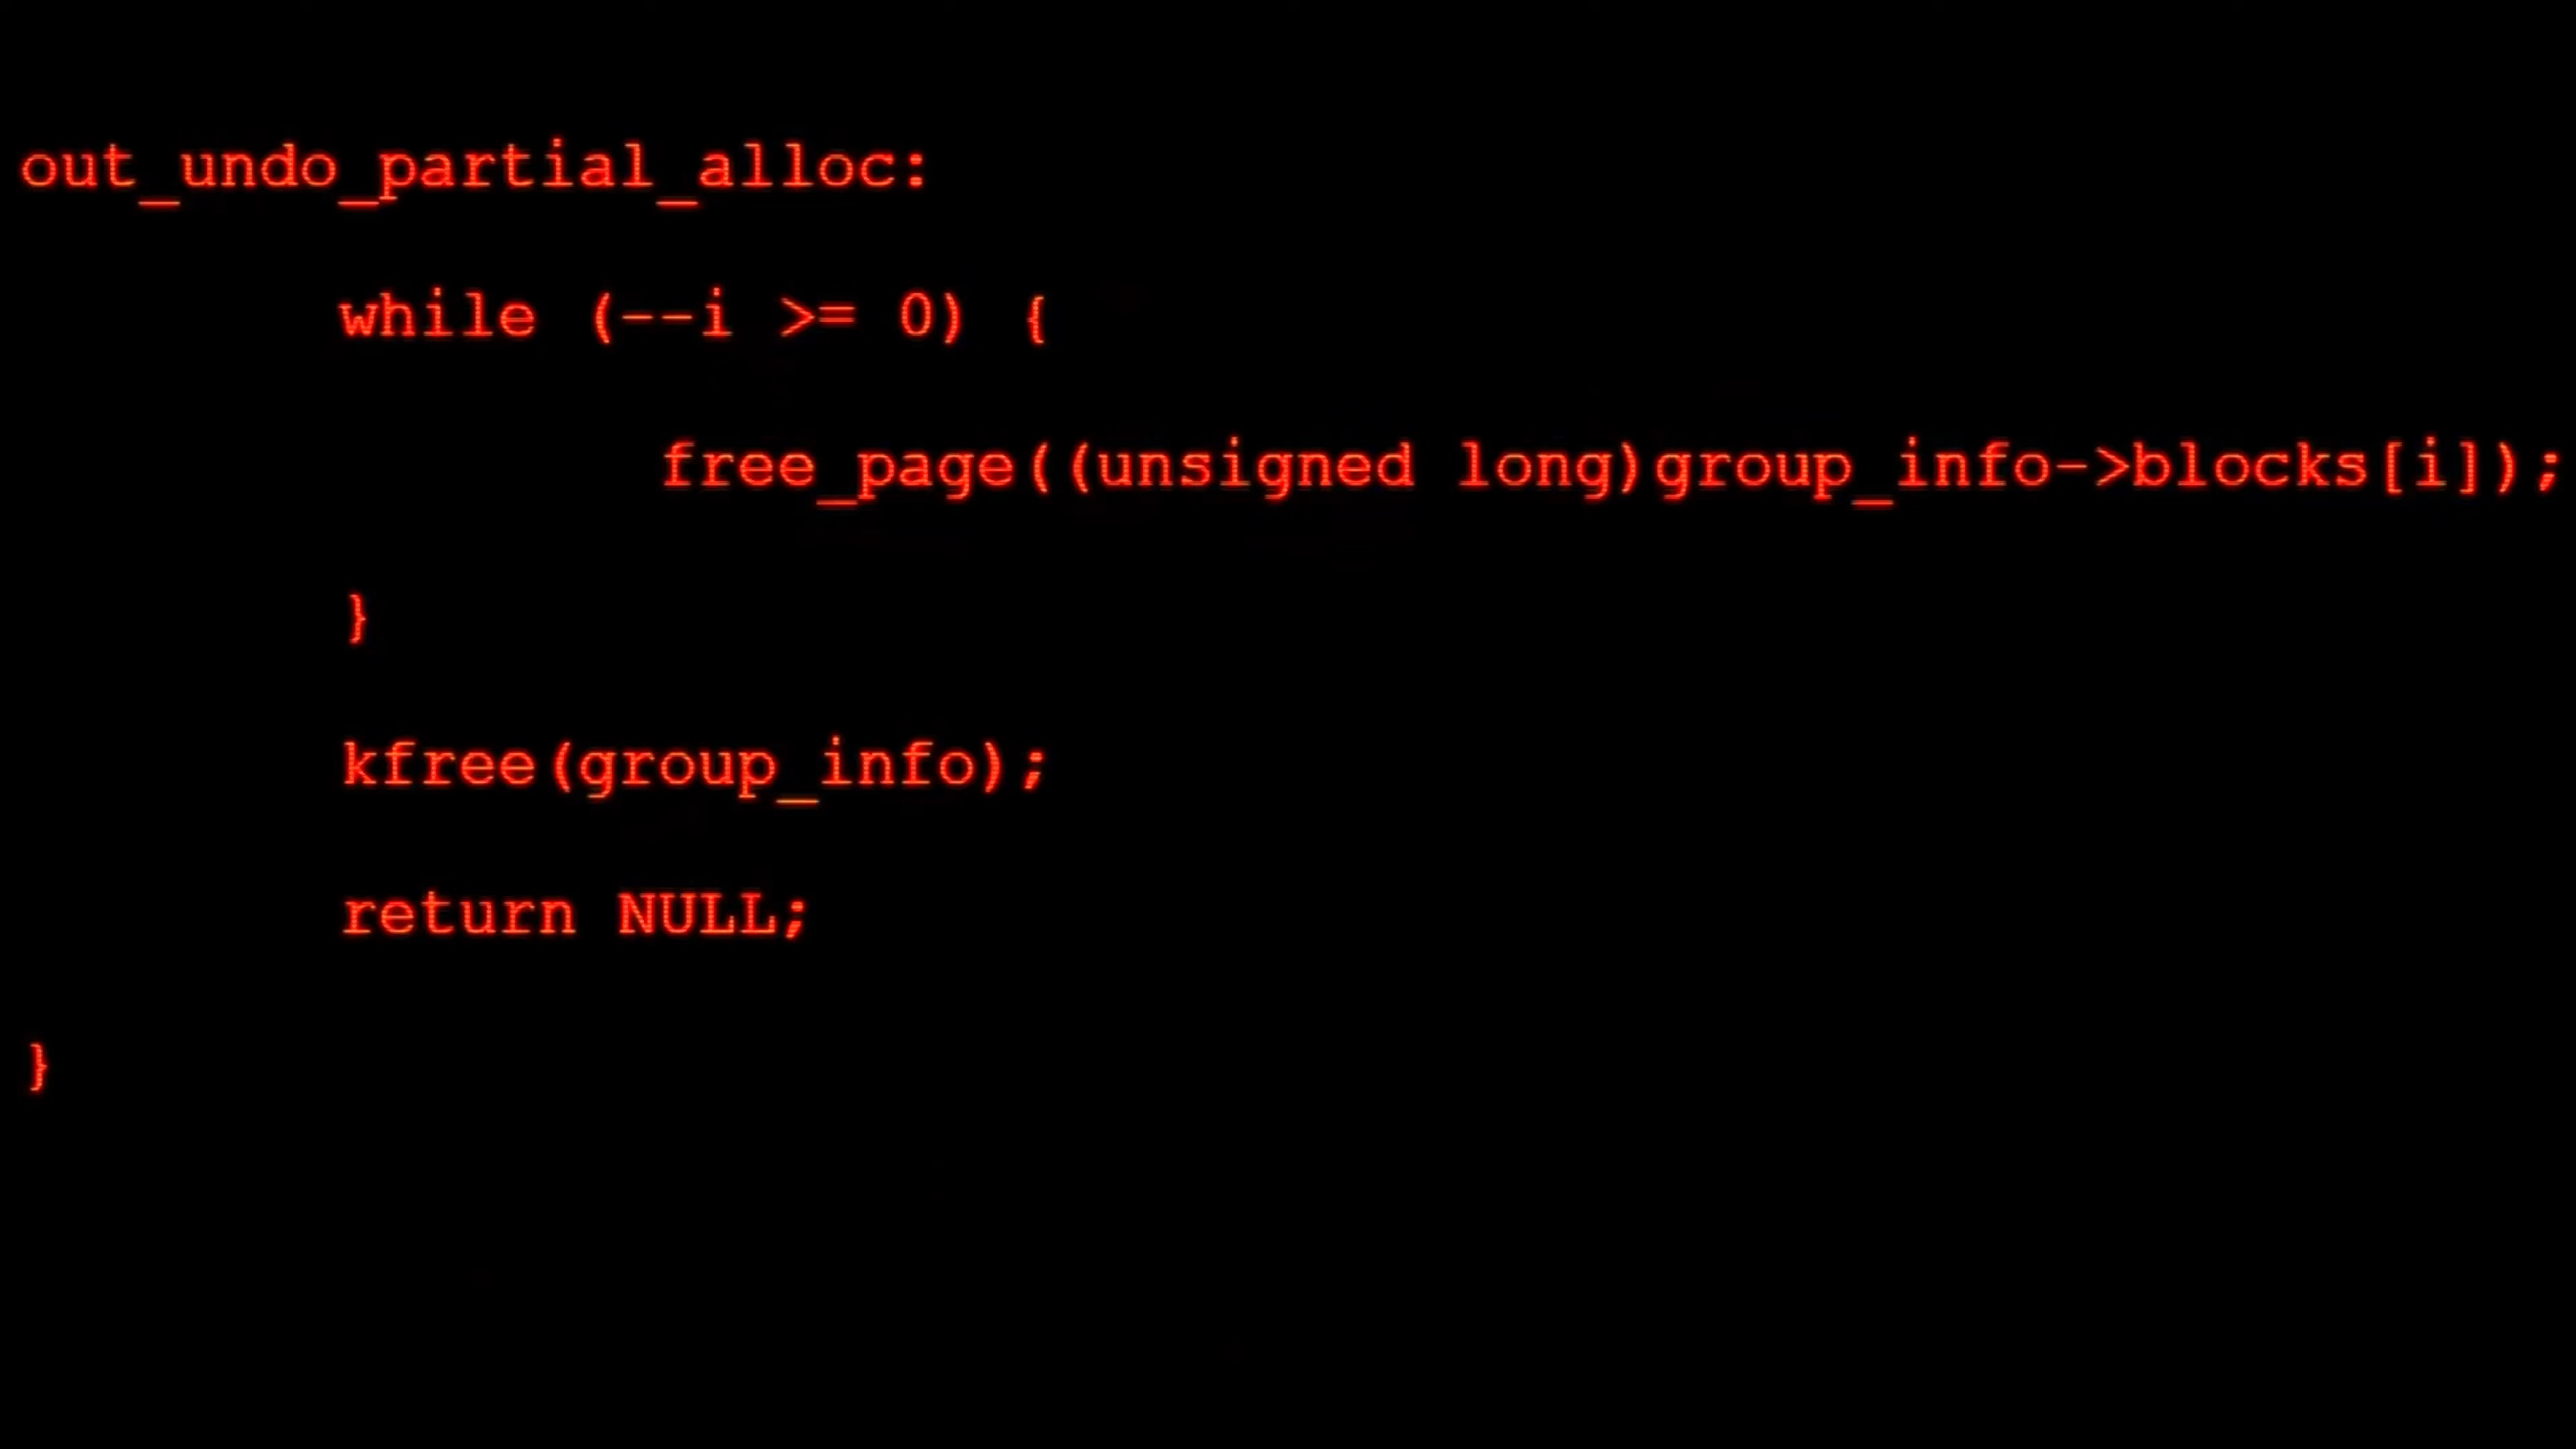 out_undo_partial_alloc:
while (--i >= 0) {
free_page((unsigned long)group_info->blocks[i]);
}
kfree(group_info);
return NULL;
}